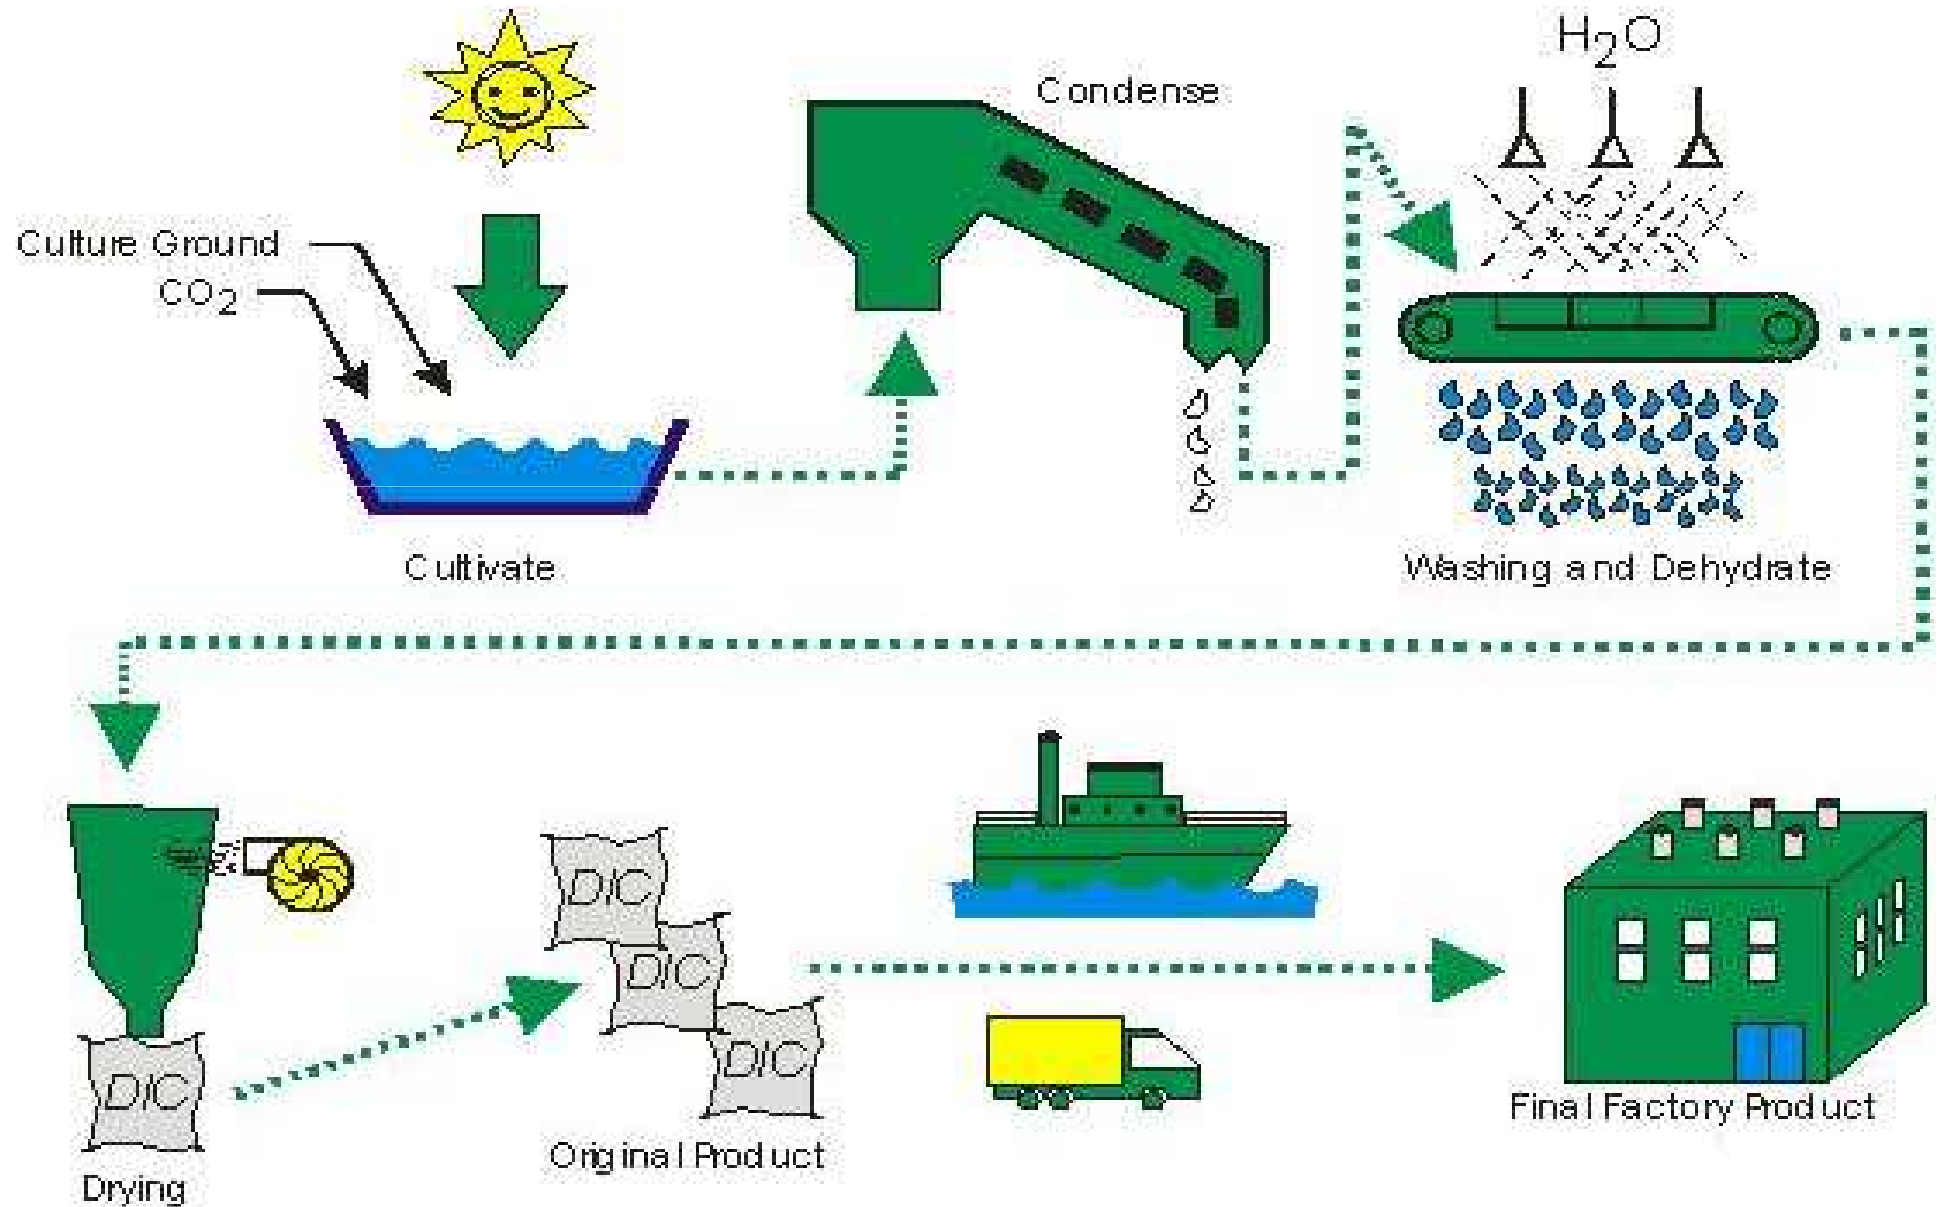 H2O
Condense
Culture Ground
CO2
Cultivate
Washing and Dehydrate
DIC
DIC
DIC
DIC
Drying
Original Product
Final Factory Product